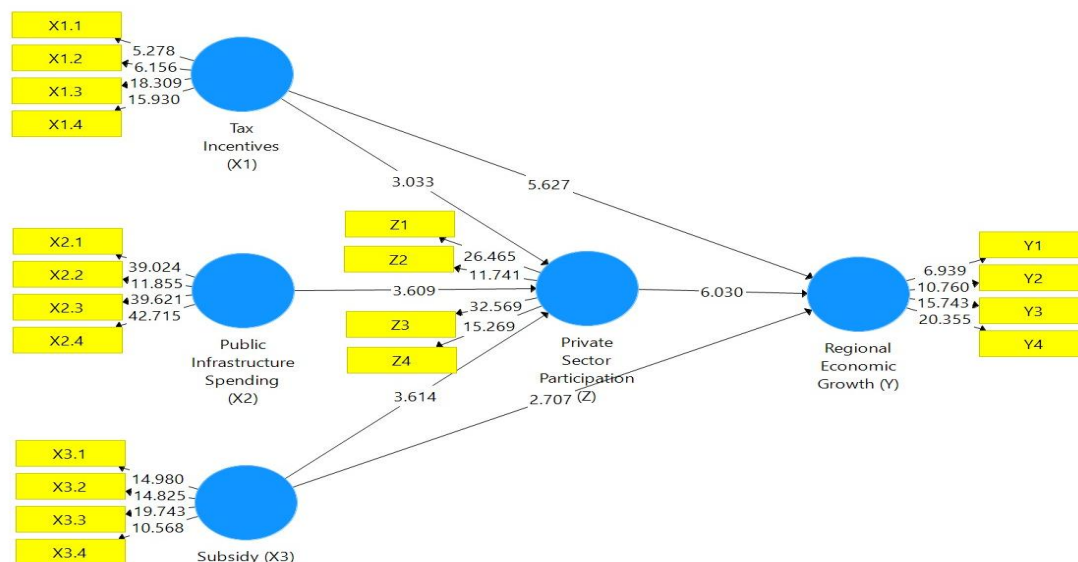 X1.1
X1.2
X1.3
X1.4
5.278
6.156
18.309
15.930
Tax
Incentives
(X1)
3.033
5.627
X2.1
X2.2
X2.3
X2.4
39.024
11.855
39.621
42.715
Public
Infrastructure
Spending
(X2)
3.609
Z1
Z2
Z3
Z4
26.465
11.741
32.569
15.269
Private
Sector
Participation
(Z)
6.030
Y1
Y2
Y3
Y4
6.939
10.760
15.743
20.355
Regional
Economic
Growth (Y)
3.614
2.707
X3.1
X3.2
X3.3
X3.4
14.980
14.825
19.743
10.568
Subsidy (X3)